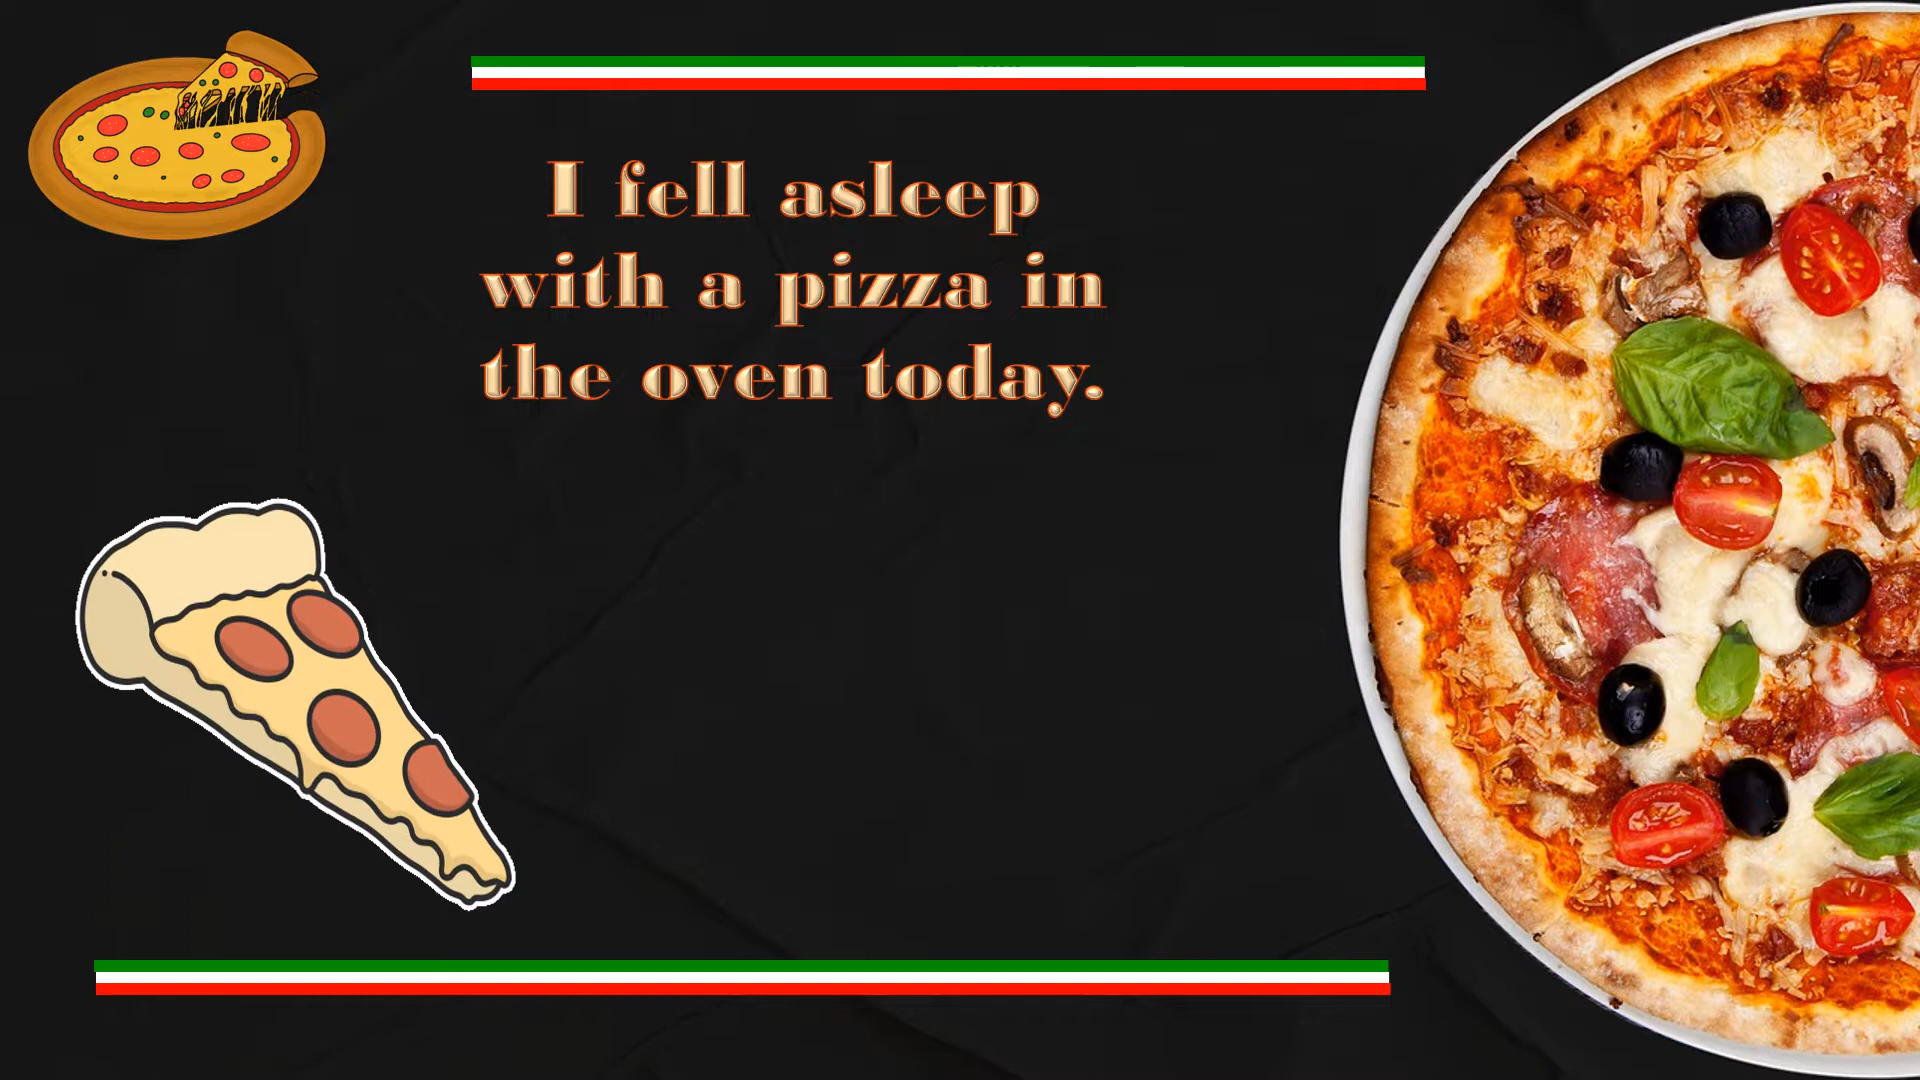 I fell asleep
with a pizza in
the oven today.